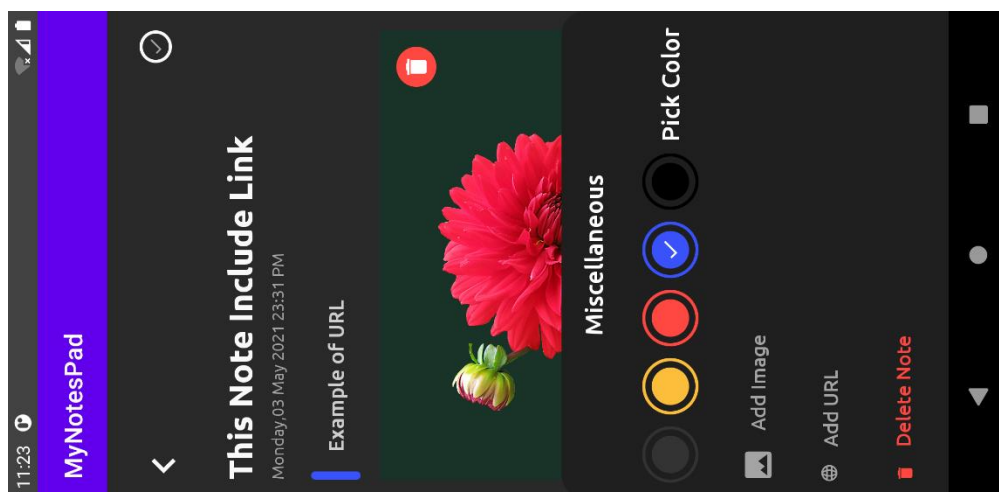 11:23
MyNotesPad
This Note Include Link
Monday,03 May 2021 23:31 PM
Example of URL
Miscellaneous
Pick Color
Add Image
Add URL
Delete Note